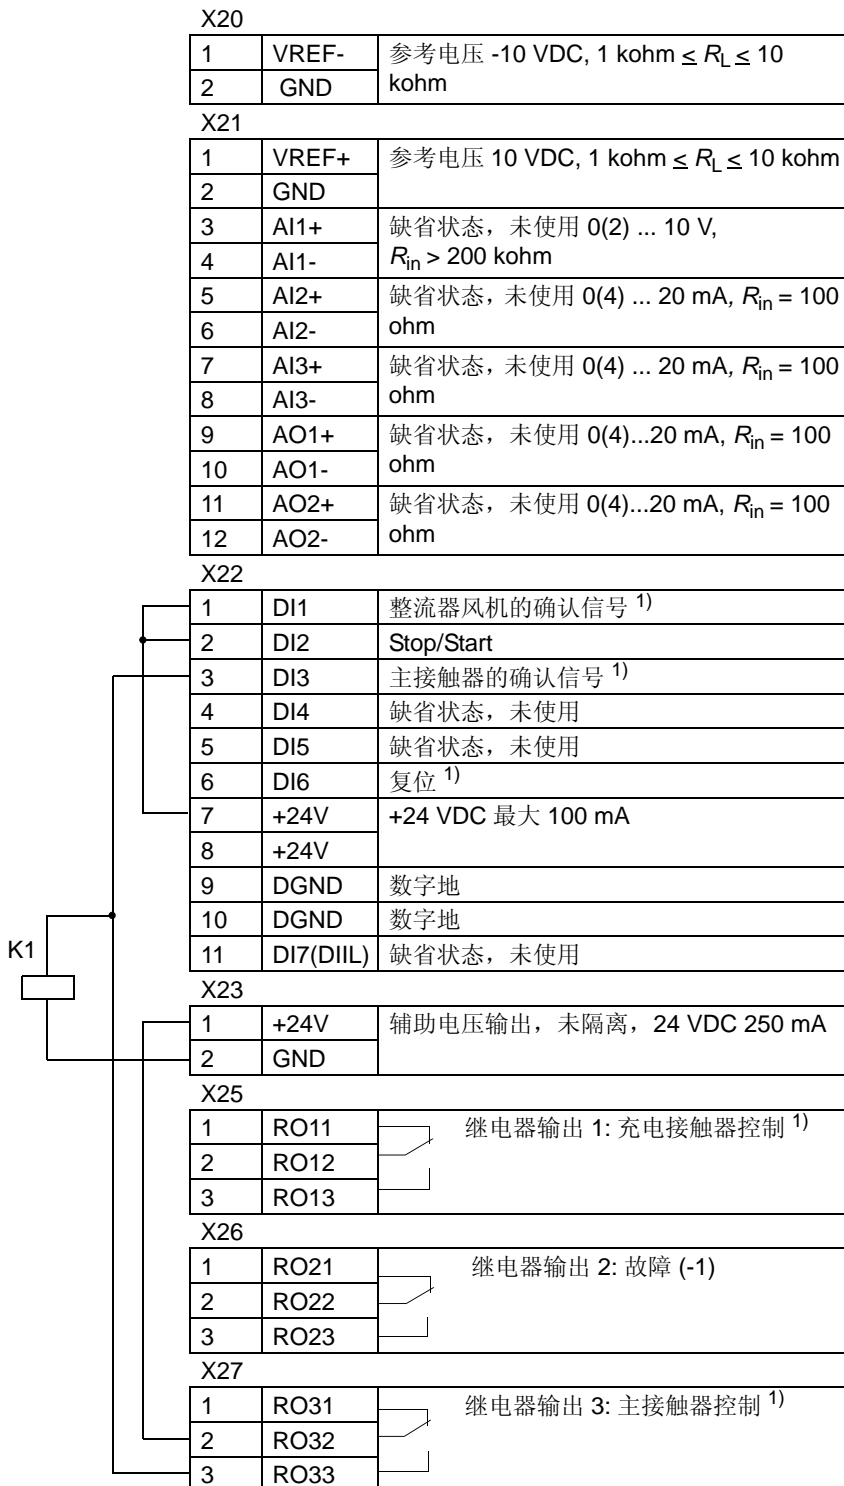 X20
1 VREF- 参考电压 -10 VDC, 1 kohm ≤ RL ≤ 10
2 GND kohm
X21
1 VREF+ 参考电压 10 VDC, 1 kohm ≤ RL ≤ 10 kohm
2 GND
3 AI1+ 缺省状态，未使用 0(2) ... 10 V,
4 AI1- Rin > 200 kohm
5 AI2+ 缺省状态，未使用 0(4) ... 20 mA, Rin = 100
6 AI2- ohm
7 AI3+ 缺省状态，未使用 0(4) ... 20 mA, Rin = 100
8 AI3- ohm
9 AO1+ 缺省状态，未使用 0(4)...20 mA, Rin = 100
10 AO1- ohm
11 AO2+ 缺省状态，未使用 0(4)...20 mA, Rin = 100
12 AO2- ohm
X22
1 DI1 整流器风机的确认信号 1)
2 DI2 Stop/Start
3 DI3 主接触器的确认信号 1)
4 DI4 缺省状态，未使用
5 DI5 缺省状态，未使用
6 DI6 复位 1)
7 +24V +24 VDC 最大 100 mA
8 +24V
9 DGND 数字地
10 DGND 数字地
11 DI7(DIIL) 缺省状态，未使用
K1
X23
1 +24V 辅助电压输出，未隔离，24 VDC 250 mA
2 GND
X25
1 RO11 继电器输出 1: 充电接触器控制 1)
2 RO12
3 RO13
X26
1 RO21 继电器输出 2: 故障 (-1)
2 RO22
3 RO23
X27
1 RO31 继电器输出 3: 主接触器控制 1)
2 RO32
3 RO33